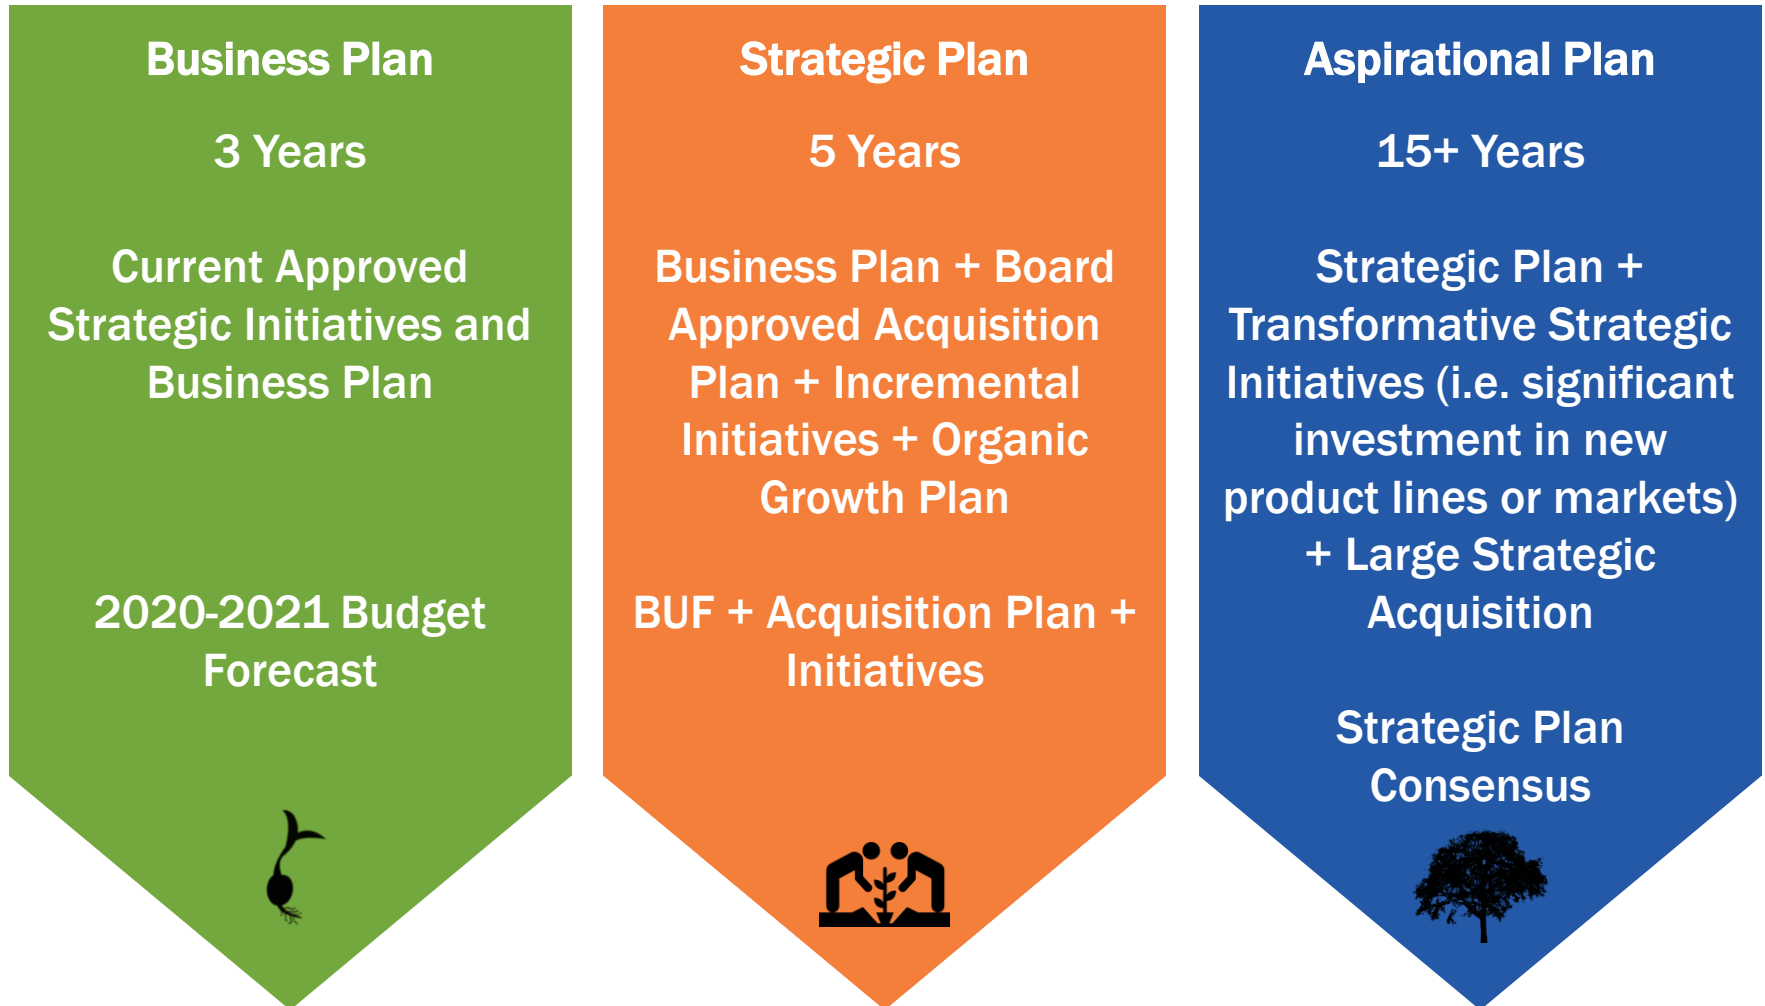 Business Plan
3 Years
Current Approved
Strategic Initiatives and
Business Plan
2020-2021 Budget
Forecast
Strategic Plan
5 Years
Business Plan + Board
Approved Acquisition
Plan + Incremental
Initiatives + Organic
Growth Plan
BUF + Acquisition Plan +
Initiatives
Aspirational Plan
15+ Years
Strategic Plan +
Transformative Strategic
Initiatives (i.e. significant
investment in new
product lines or markets)
+ Large Strategic
Acquisition
Strategic Plan
Consensus